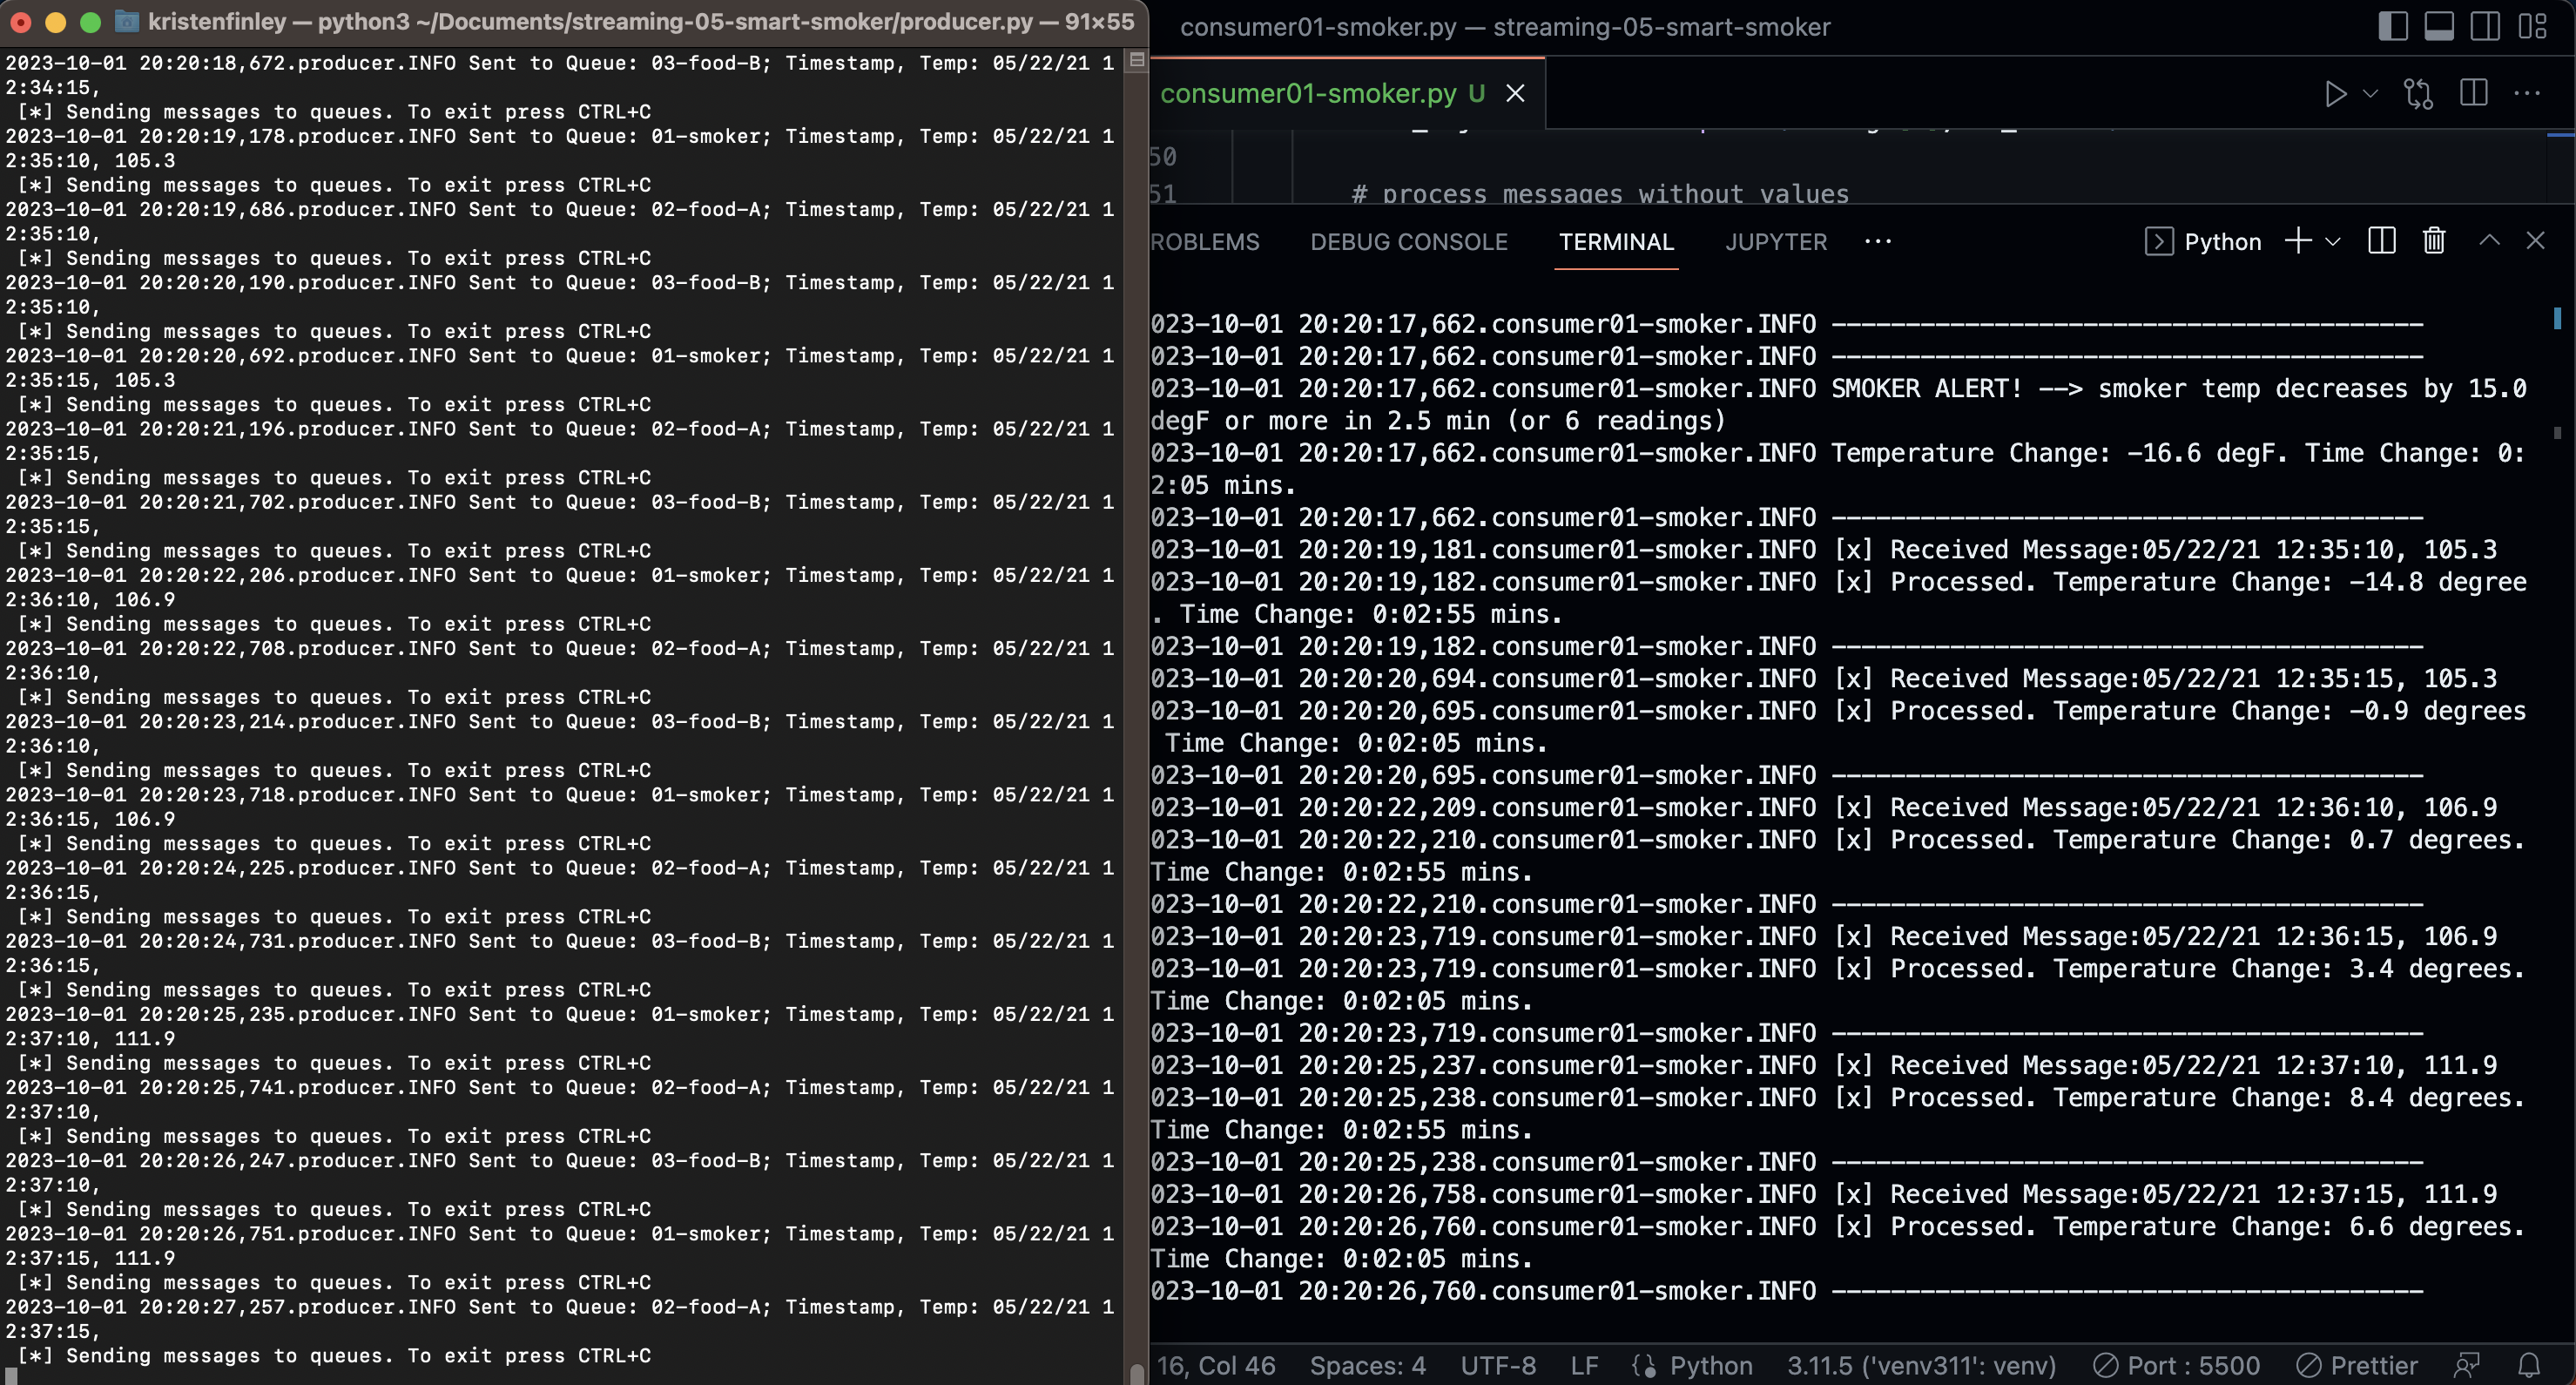 kristenfinley — python3 ~/Documents/streaming-05-smart-smoker/producer.py — 91×55
2023-10-01 20:20:18,672.producer.INFO Sent to Queue: 03-food-B; Timestamp, Temp: 05/22/21 1
2:34:15,
[*] Sending messages to queues. To exit press CTRL+C
2023-10-01 20:20:19,178.producer.INFO Sent to Queue: 01-smoker; Timestamp, Temp: 05/22/21 1
2:35:10, 105.3
[*] Sending messages to queues. To exit press CTRL+C
2023-10-01 20:20:19,686.producer.INFO Sent to Queue: 02-food-A; Timestamp, Temp: 05/22/21 1
2:35:10,
[*] Sending messages to queues. To exit press CTRL+C
2023-10-01 20:20:20,190.producer.INFO Sent to Queue: 03-food-B; Timestamp, Temp: 05/22/21 1
2:35:10,
[*] Sending messages to queues. To exit press CTRL+C
2023-10-01 20:20:20,692.producer.INFO Sent to Queue: 01-smoker; Timestamp, Temp: 05/22/21 1
2:35:15, 105.3
[*] Sending messages to queues. To exit press CTRL+C
2023-10-01 20:20:21,196.producer.INFO Sent to Queue: 02-food-A; Timestamp, Temp: 05/22/21 1
2:35:15,
[*] Sending messages to queues. To exit press CTRL+C
2023-10-01 20:20:21,702.producer.INFO Sent to Queue: 03-food-B; Timestamp, Temp: 05/22/21 1
2:35:15,
[*] Sending messages to queues. To exit press CTRL+C
2023-10-01 20:20:22,206.producer.INFO Sent to Queue: 01-smoker; Timestamp, Temp: 05/22/21 1
2:36:10, 106.9
[*] Sending messages to queues. To exit press CTRL+C
2023-10-01 20:20:22,708.producer.INFO Sent to Queue: 02-food-A; Timestamp, Temp: 05/22/21 1
2:36:10,
[*] Sending messages to queues. To exit press CTRL+C
2023-10-01 20:20:23,214.producer.INFO Sent to Queue: 03-food-B; Timestamp, Temp: 05/22/21 1
2:36:10,
[*] Sending messages to queues. To exit press CTRL+C
2023-10-01 20:20:23,718.producer.INFO Sent to Queue: 01-smoker; Timestamp, Temp: 05/22/21 1
2:36:15, 106.9
[*] Sending messages to queues. To exit press CTRL+C
2023-10-01 20:20:24,225.producer.INFO Sent to Queue: 02-food-A; Timestamp, Temp: 05/22/21 1
2:36:15,
[*] Sending messages to queues. To exit press CTRL+C
2023-10-01 20:20:24,731.producer.INFO Sent to Queue: 03-food-B; Timestamp, Temp: 05/22/21 1
2:36:15,
[*] Sending messages to queues. To exit press CTRL+C
2023-10-01 20:20:25,235.producer.INFO Sent to Queue: 01-smoker; Timestamp, Temp: 05/22/21 1
2:37:10, 111.9
[*] Sending messages to queues. To exit press CTRL+C
2023-10-01 20:20:25,741.producer.INFO Sent to Queue: 02-food-A; Timestamp, Temp: 05/22/21 1
2:37:10,
[*] Sending messages to queues. To exit press CTRL+C
2023-10-01 20:20:26,247.producer.INFO Sent to Queue: 03-food-B; Timestamp, Temp: 05/22/21 1
2:37:10,
[*] Sending messages to queues. To exit press CTRL+C
2023-10-01 20:20:26,751.producer.INFO Sent to Queue: 01-smoker; Timestamp, Temp: 05/22/21 1
2:37:15, 111.9
[*] Sending messages to queues. To exit press CTRL+C
2023-10-01 20:20:27,257.producer.INFO Sent to Queue: 02-food-A; Timestamp, Temp: 05/22/21 1
2:37:15,
[*] Sending messages to queues. To exit press CTRL+C
consumer01-smoker.py — streaming-05-smart-smoker
consumer01-smoker.py U
50
51 # process messages without values
ROBLEMS DEBUG CONSOLE TERMINAL JUPYTER ··· Python
023-10-01 20:20:17,662.consumer01-smoker.INFO ----------------------------------------
023-10-01 20:20:17,662.consumer01-smoker.INFO ----------------------------------------
023-10-01 20:20:17,662.consumer01-smoker.INFO SMOKER ALERT! --> smoker temp decreases by 15.0
degF or more in 2.5 min (or 6 readings)
023-10-01 20:20:17,662.consumer01-smoker.INFO Temperature Change: -16.6 degF. Time Change: 0:
2:05 mins.
023-10-01 20:20:17,662.consumer01-smoker.INFO ----------------------------------------
023-10-01 20:20:19,181.consumer01-smoker.INFO [x] Received Message:05/22/21 12:35:10, 105.3
023-10-01 20:20:19,182.consumer01-smoker.INFO [x] Processed. Temperature Change: -14.8 degree
. Time Change: 0:02:55 mins.
023-10-01 20:20:19,182.consumer01-smoker.INFO ----------------------------------------
023-10-01 20:20:20,694.consumer01-smoker.INFO [x] Received Message:05/22/21 12:35:15, 105.3
023-10-01 20:20:20,695.consumer01-smoker.INFO [x] Processed. Temperature Change: -0.9 degrees
Time Change: 0:02:05 mins.
023-10-01 20:20:20,695.consumer01-smoker.INFO ----------------------------------------
023-10-01 20:20:22,209.consumer01-smoker.INFO [x] Received Message:05/22/21 12:36:10, 106.9
023-10-01 20:20:22,210.consumer01-smoker.INFO [x] Processed. Temperature Change: 0.7 degrees.
Time Change: 0:02:55 mins.
023-10-01 20:20:22,210.consumer01-smoker.INFO ----------------------------------------
023-10-01 20:20:23,719.consumer01-smoker.INFO [x] Received Message:05/22/21 12:36:15, 106.9
023-10-01 20:20:23,719.consumer01-smoker.INFO [x] Processed. Temperature Change: 3.4 degrees.
Time Change: 0:02:05 mins.
023-10-01 20:20:23,719.consumer01-smoker.INFO ----------------------------------------
023-10-01 20:20:25,237.consumer01-smoker.INFO [x] Received Message:05/22/21 12:37:10, 111.9
023-10-01 20:20:25,238.consumer01-smoker.INFO [x] Processed. Temperature Change: 8.4 degrees.
Time Change: 0:02:55 mins.
023-10-01 20:20:25,238.consumer01-smoker.INFO ----------------------------------------
023-10-01 20:20:26,758.consumer01-smoker.INFO [x] Received Message:05/22/21 12:37:15, 111.9
023-10-01 20:20:26,760.consumer01-smoker.INFO [x] Processed. Temperature Change: 6.6 degrees.
Time Change: 0:02:05 mins.
023-10-01 20:20:26,760.consumer01-smoker.INFO ----------------------------------------
16, Col 46 Spaces: 4 UTF-8 LF Python 3.11.5 ('venv311': venv) Port : 5500 Prettier